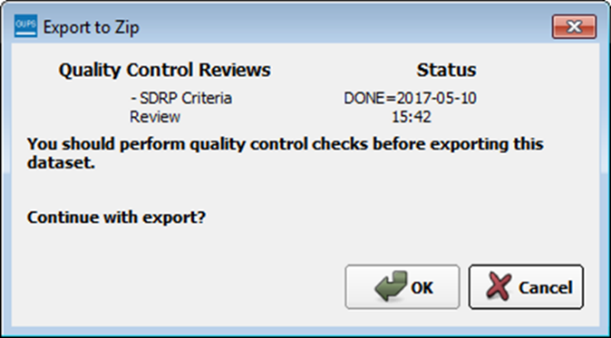 OUPS Export to Zip
Quality Control Reviews Status
- SDRP Criteria DONE=2017-05-10
Review 15:42
You should perform quality control checks before exporting this
dataset.
Continue with export?
OK Cancel